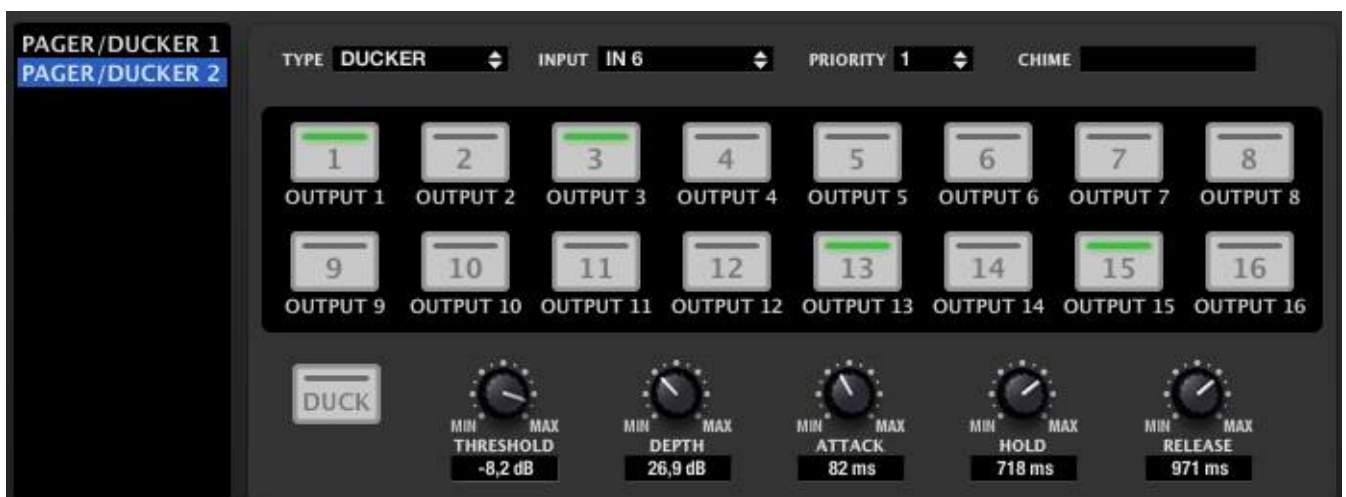 PAGER/DUCKER 1
PAGER/DUCKER 2
TYPE DUCKER INPUT IN 6 PRIORITY 1 CHIME
1 2 3 4 5 6 7 8
OUTPUT 1 OUTPUT 2 OUTPUT 3 OUTPUT 4 OUTPUT 5 OUTPUT 6 OUTPUT 7 OUTPUT 8
9 10 11 12 13 14 15 16
OUTPUT 9 OUTPUT 10 OUTPUT 11 OUTPUT 12 OUTPUT 13 OUTPUT 14 OUTPUT 15 OUTPUT 16
DUCK
MIN MAX MIN MAX MIN MAX MIN MAX MIN MAX
THRESHOLD DEPTH ATTACK HOLD RELEASE
-8,2 dB 26,9 dB 82 ms 718 ms 971 ms